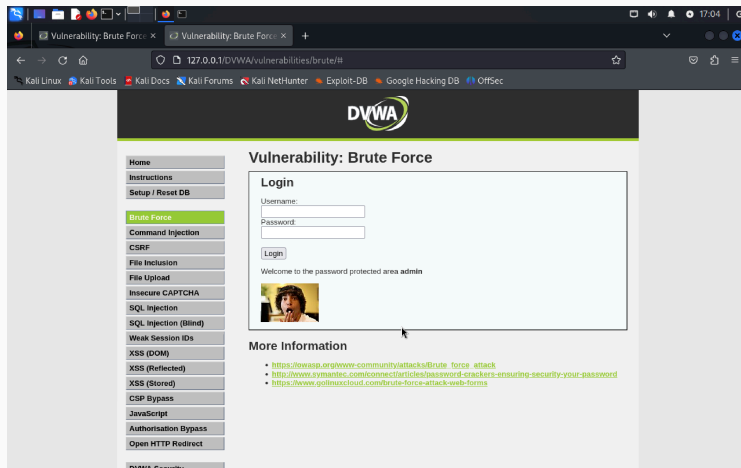 17:04
Vulnerability: Brute Force
Vulnerability: Brute Force
127.0.0.1/DVWA/vulnerabilities/brute/#
Kali Linux Kali Tools Kali Docs Kali Forums Kali NetHunter Exploit-DB Google Hacking DB OffSec
DVWA
Vulnerability: Brute Force
Home
Instructions
Setup / Reset DB
Brute Force
Command Injection
CSRF
File Inclusion
File Upload
Insecure CAPTCHA
SQL Injection
SQL Injection (Blind)
Weak Session IDs
XSS (DOM)
XSS (Reflected)
XSS (Stored)
CSP Bypass
JavaScript
Authorisation Bypass
Open HTTP Redirect
DVWA Security
Login
Username:
Password:
Login
Welcome to the password protected area admin
More Information
https://owasp.org/www-community/attacks/Brute_force_attack
http://www.symantec.com/connect/articles/password-crackers-ensuring-security-your-password
https://www.golinuxcloud.com/brute-force-attack-web-forms